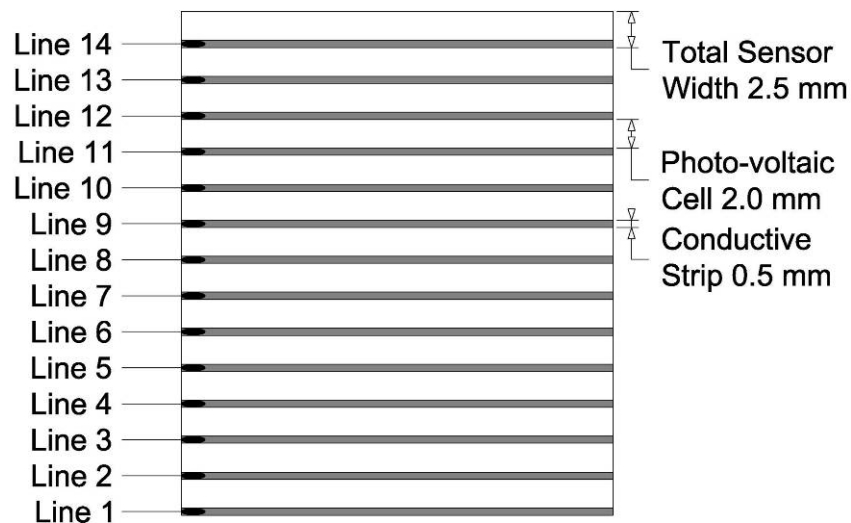 Line 14
Line 13
Line 12
Line 11
Line 10
Line 9
Line 8
Line 7
Line 6
Line 5
Line 4
Line 3
Line 2
Line 1
Total Sensor
Width 2.5 mm
Photo-voltaic
Cell 2.0 mm
Conductive
Strip 0.5 mm